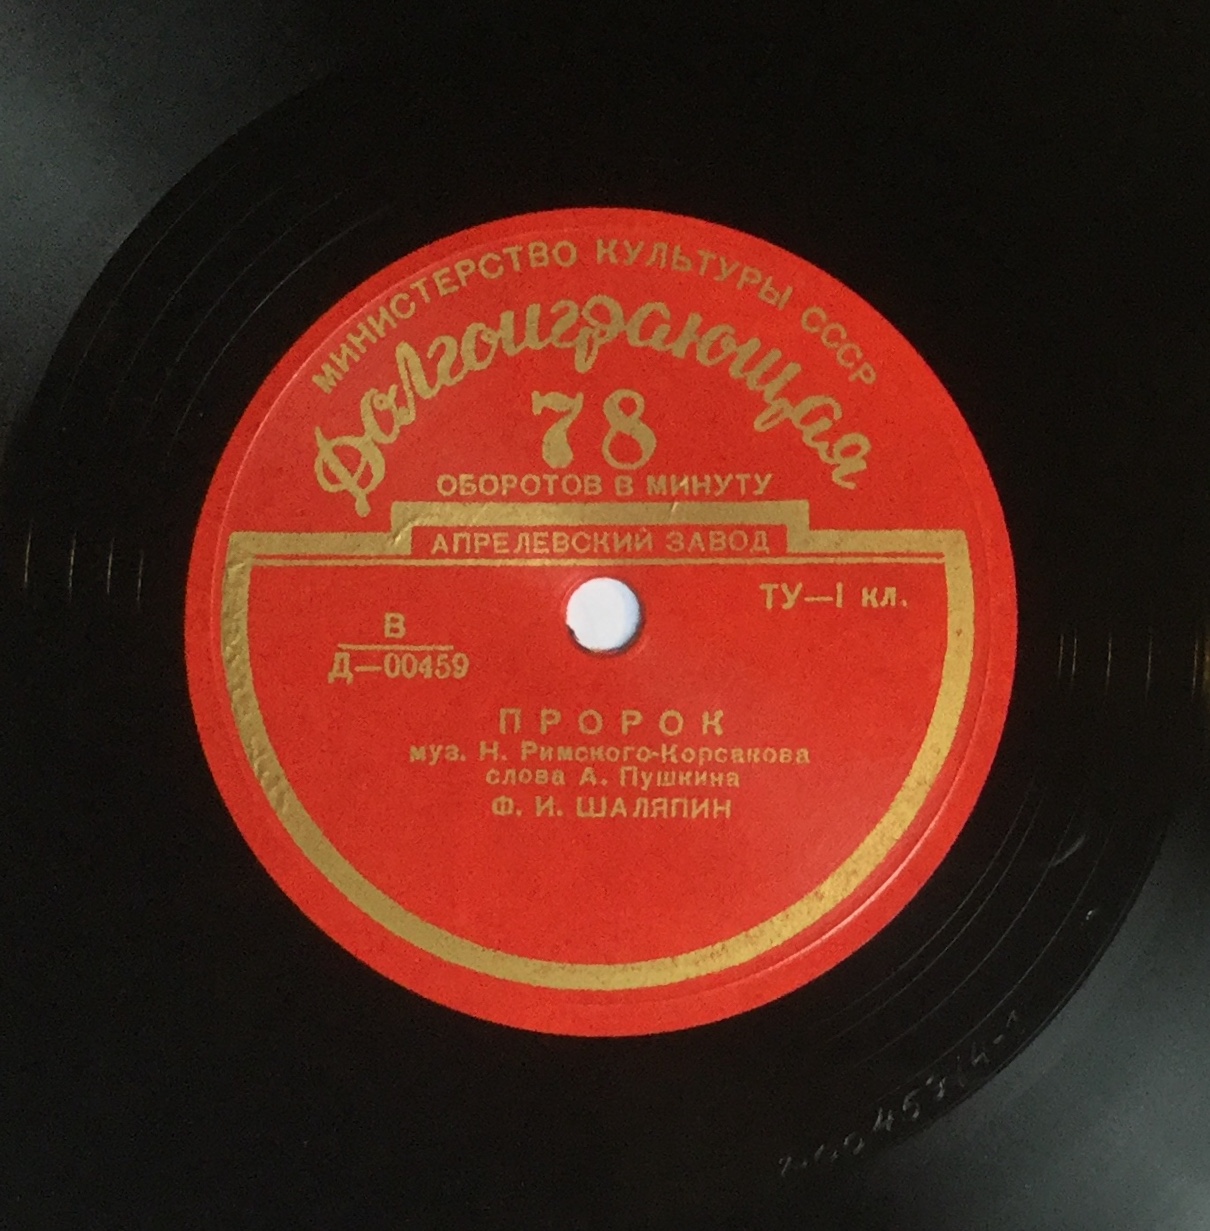 МИНИСТЕРСТВО КУЛЬТУРЫ СССР
Долгоиграющая
78
ОБОРОТОВ В МИНУТУ
АПРЕЛЕВСКИЙ ЗАВОД
ТУ—I кл.
В
Д—00459
ПРОРОК
муз. Н. Римского-Корсакова
слова А. Пушкина
Ф. И. ШАЛЯПИН